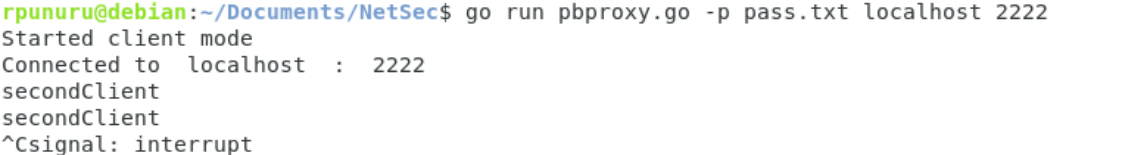 rpunuru@debian:~/Documents/NetSec$ go run pbproxy.go -p pass.txt localhost 2222
Started client mode
Connected to  localhost  :  2222
secondClient
secondClient
^Csignal: interrupt